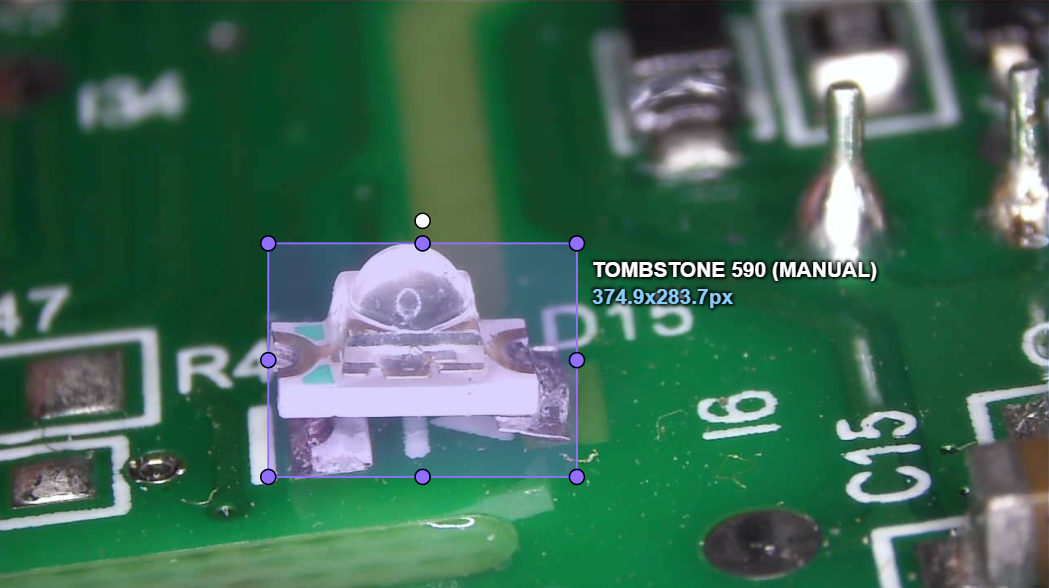 I34
TOMBSTONE 590 (MANUAL)
374.9x283.7px
D15
47
R4
I6
C15